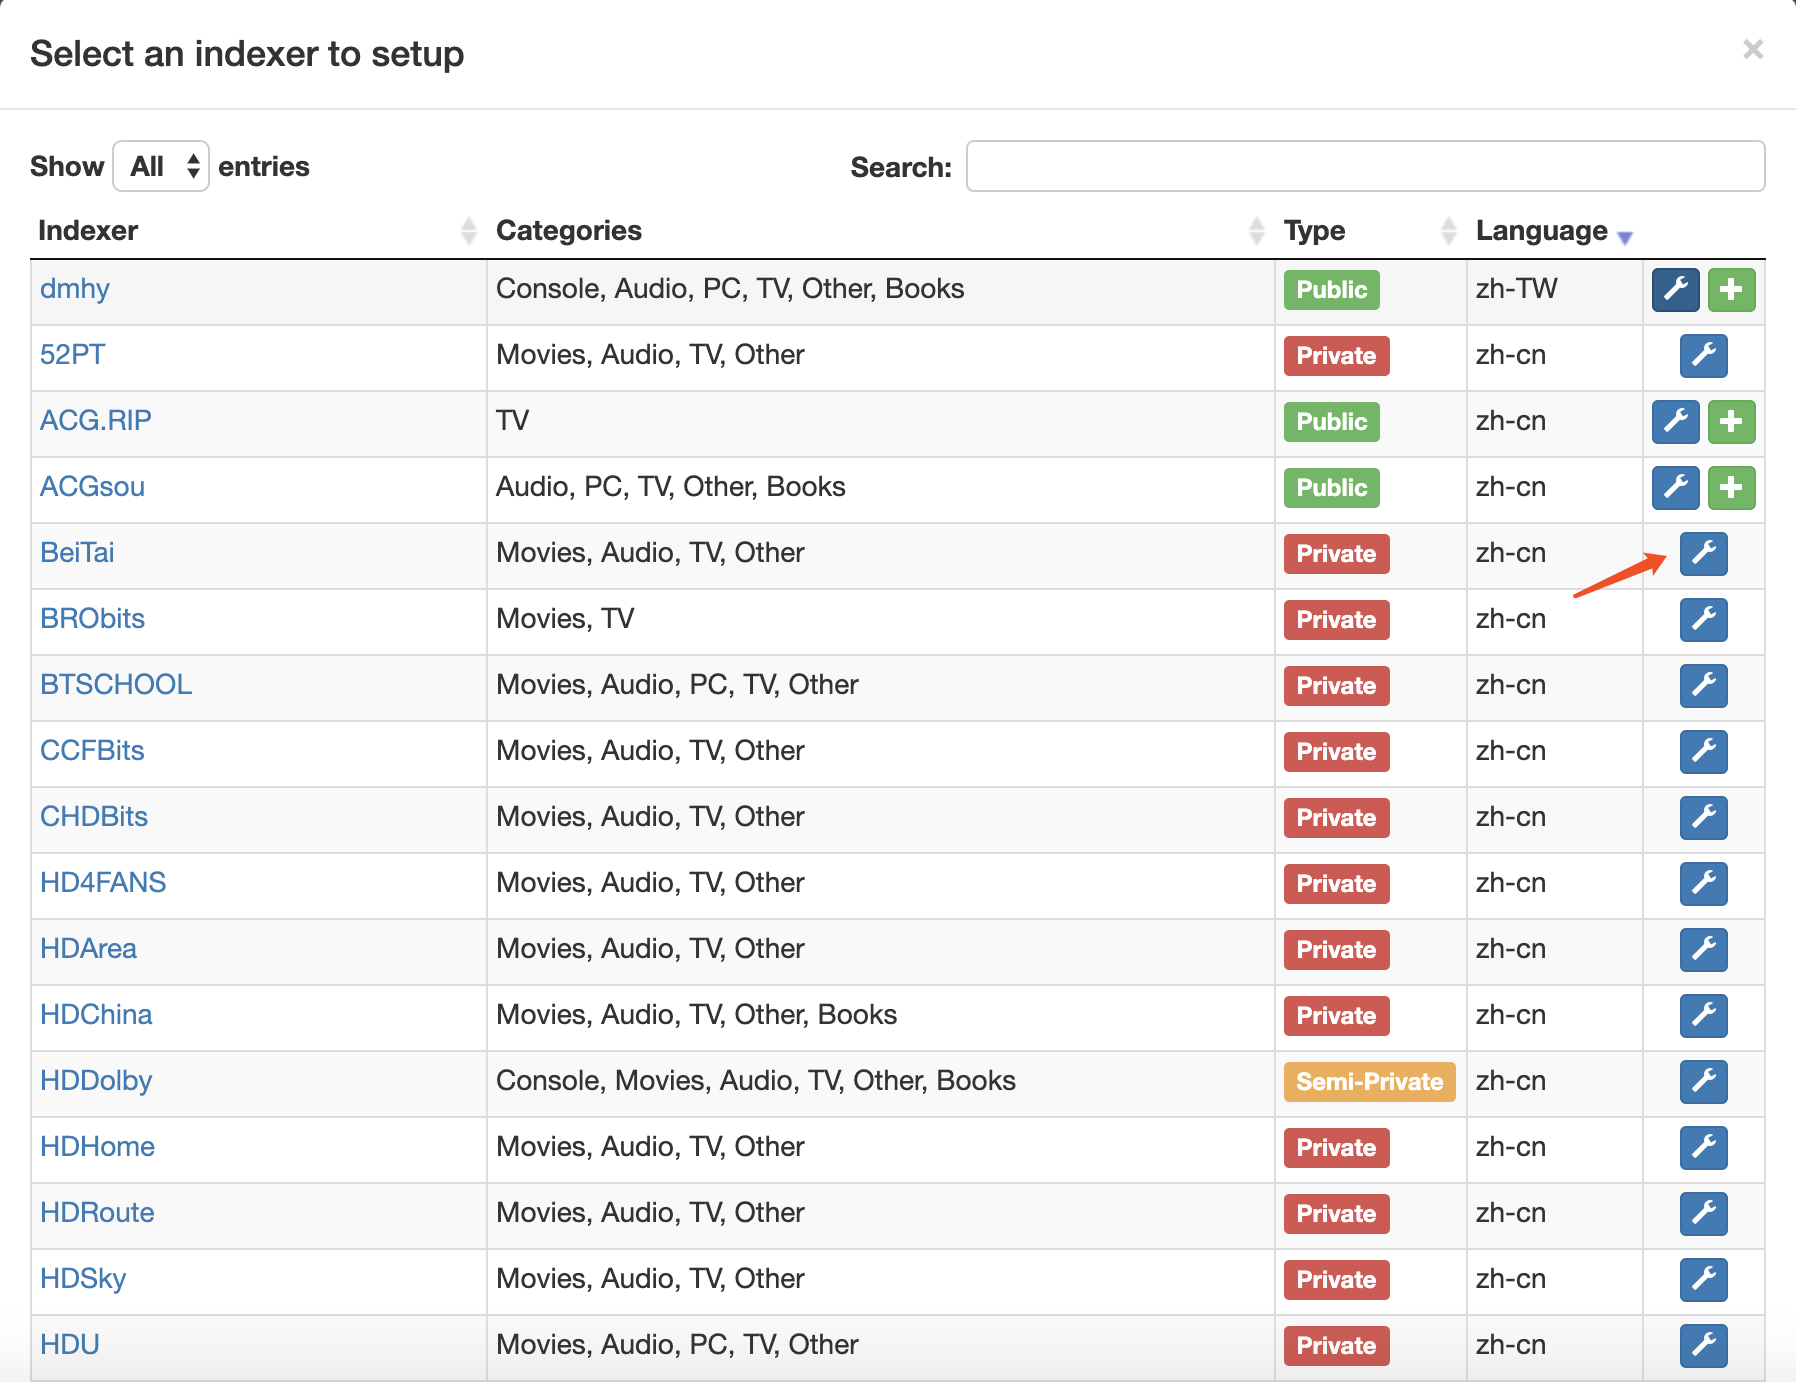 Select an indexer to setup ×
Show All entries Search:
Indexer Categories Type Language
dmhy Console, Audio, PC, TV, Other, Books Public zh-TW
52PT Movies, Audio, TV, Other Private zh-cn
ACG.RIP TV Public zh-cn
ACGsou Audio, PC, TV, Other, Books Public zh-cn
BeiTai Movies, Audio, TV, Other Private zh-cn
BRObits Movies, TV Private zh-cn
BTSCHOOL Movies, Audio, PC, TV, Other Private zh-cn
CCFBits Movies, Audio, TV, Other Private zh-cn
CHDBits Movies, Audio, TV, Other Private zh-cn
HD4FANS Movies, Audio, TV, Other Private zh-cn
HDArea Movies, Audio, TV, Other Private zh-cn
HDChina Movies, Audio, TV, Other, Books Private zh-cn
HDDolby Console, Movies, Audio, TV, Other, Books Semi-Private zh-cn
HDHome Movies, Audio, TV, Other Private zh-cn
HDRoute Movies, Audio, TV, Other Private zh-cn
HDSky Movies, Audio, TV, Other Private zh-cn
HDU Movies, Audio, PC, TV, Other Private zh-cn